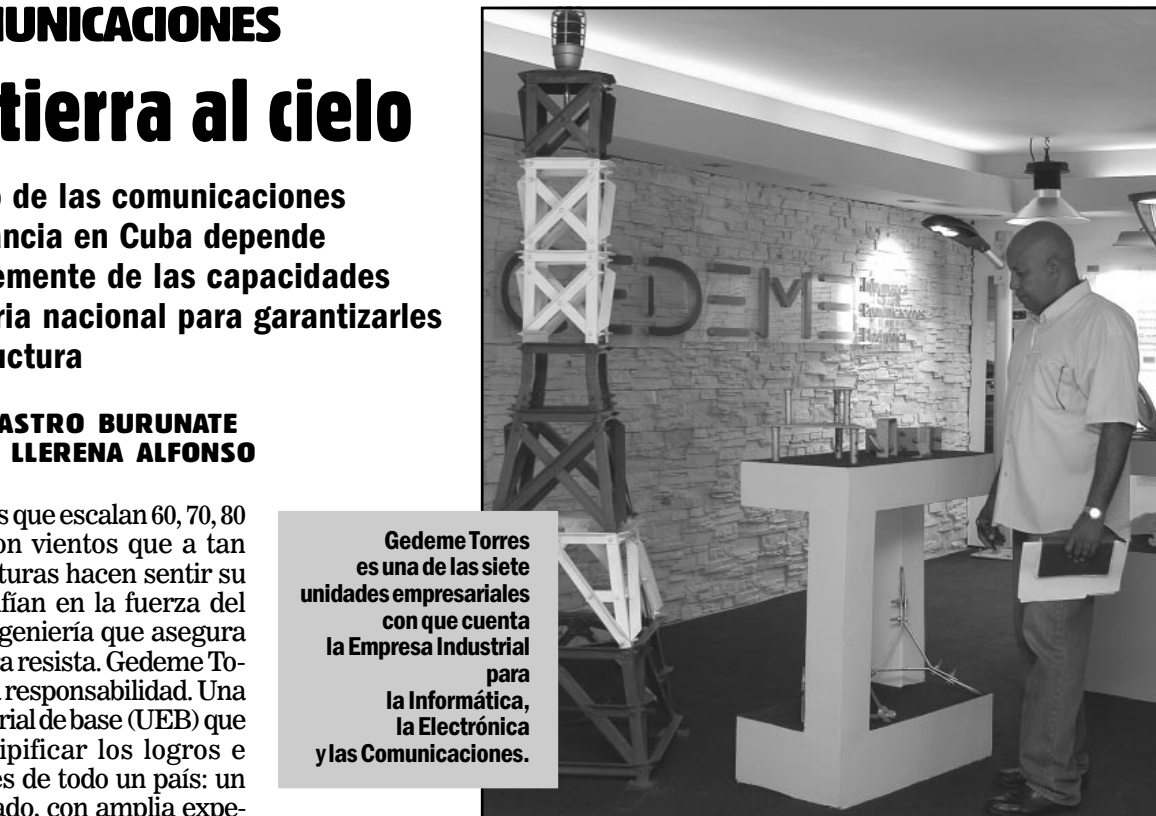 MUNICACIONES
tierra al cielo
o de las comunicaciones
ancia en Cuba depende
emente de las capacidades
ria nacional para garantizarles
uctura
ASTRO BURUNATE
LLERENA ALFONSO
s que escalan 60, 70, 80
on vientos que a tan
turas hacen sentir su
fían en la fuerza del
geniería que asegura
a resista. Gedeme To-
responsabilidad. Una
rial de base (UEB) que
ipificar los logros e
es de todo un país: un
ado, con amplia expe-
Gedeme Torres
es una de las siete
unidades empresariales
con que cuenta
la Empresa Industrial
para
la Informática,
la Electrónica
y las Comunicaciones.
GEDEME
Informática
Comunicaciones
Electrónica